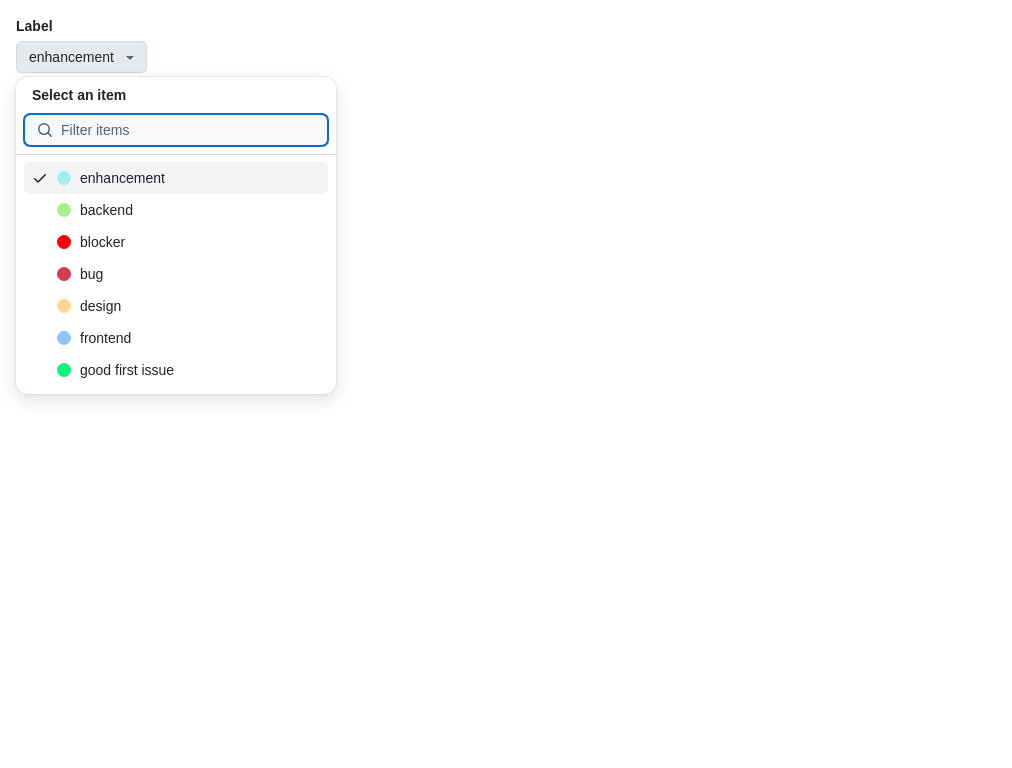 Label
enhancement
Select an item
Filter items
enhancement
backend
blocker
bug
design
frontend
good first issue